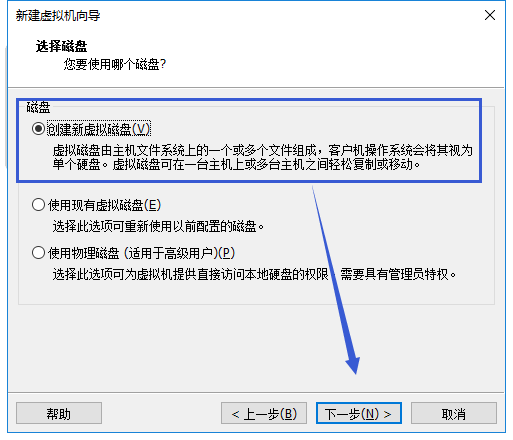 新建虚拟机向导
选择磁盘
您要使用哪个磁盘?
磁盘
创建新虚拟磁盘(V)
虚拟磁盘由主机文件系统上的一个或多个文件组成，客户机操作系统会将其视为
单个硬盘。虚拟磁盘可在一台主机上或多台主机之间轻松复制或移动。
使用现有虚拟磁盘(E)
选择此选项可重新使用以前配置的磁盘。
使用物理磁盘 (适用于高级用户)(P)
选择此选项可为虚拟机提供直接访问本地硬盘的权限，需要具有管理员特权。
帮助
< 上一步(B)
下一步(N) >
取消